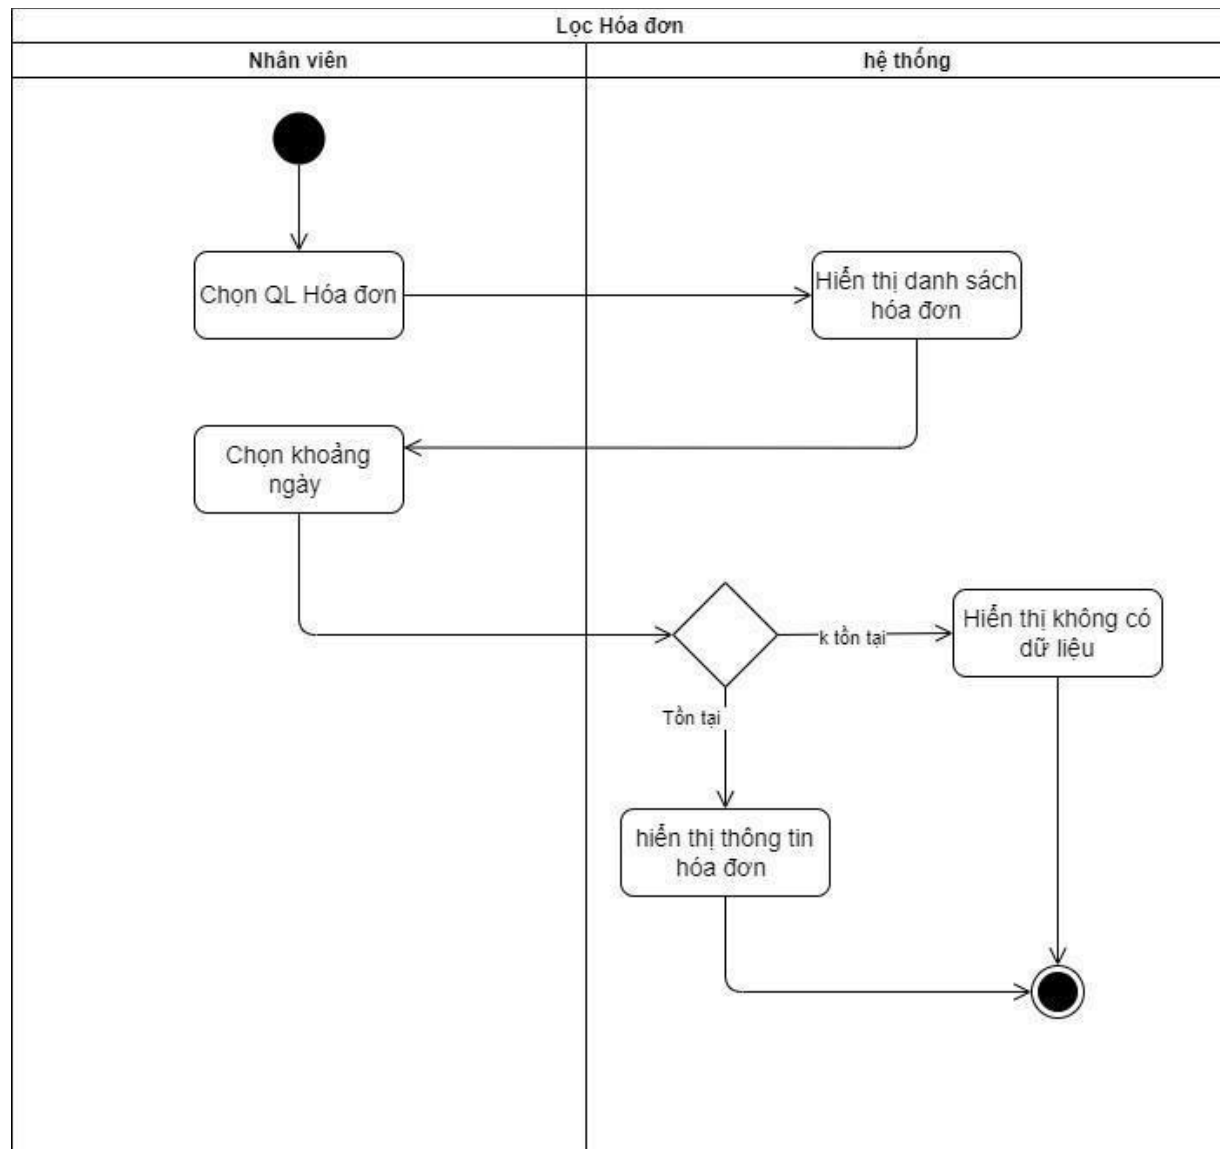 Lọc Hóa đơn
Nhân viên
hệ thống
Chọn QL Hóa đơn
Hiển thị danh sách
hóa đơn
Chọn khoảng
ngày
k tồn tại
Hiển thị không có
dữ liệu
Tồn tại
hiển thị thông tin
hóa đơn